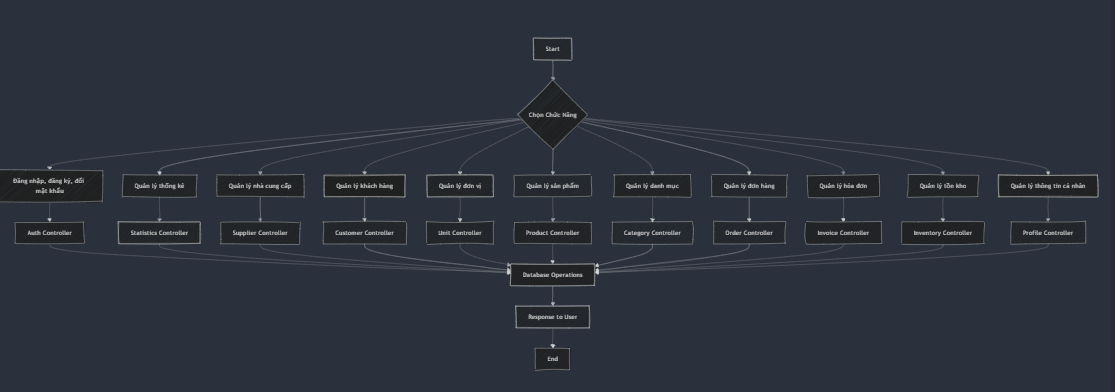 Start
Chọn Chức Năng
Đăng nhập, đăng ký, đổi
mật khẩu
Quản lý thống kê
Quản lý nhà cung cấp
Quản lý khách hàng
Quản lý đơn vị
Quản lý sản phẩm
Quản lý danh mục
Quản lý đơn hàng
Quản lý hóa đơn
Quản lý tồn kho
Quản lý thông tin cá nhân
Auth Controller
Statistics Controller
Supplier Controller
Customer Controller
Unit Controller
Product Controller
Category Controller
Order Controller
Invoice Controller
Inventory Controller
Profile Controller
Database Operations
Response to User
End